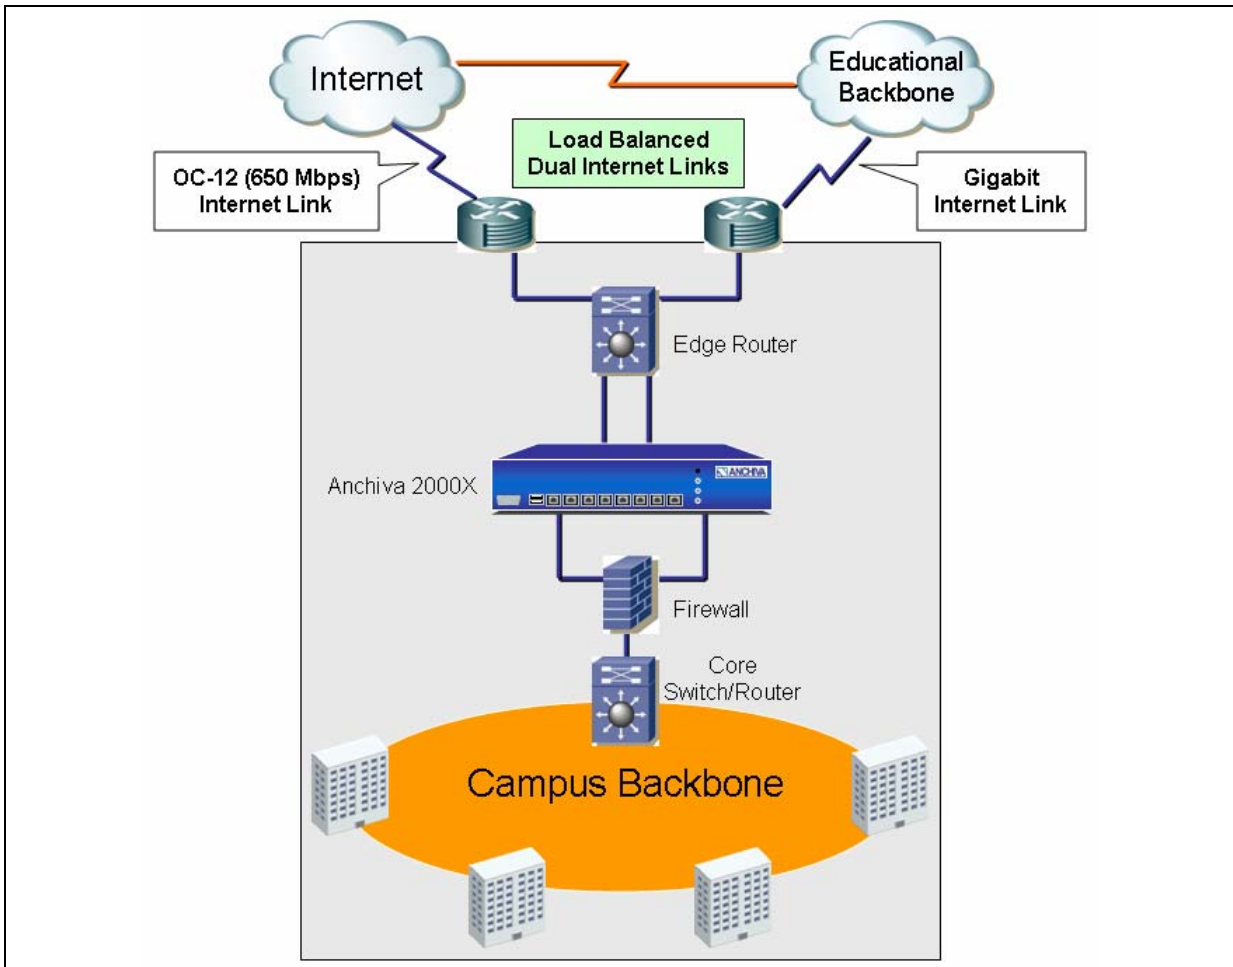 Internet
Educational
Backbone
Load Balanced
Dual Internet Links
OC-12 (650 Mbps)
Internet Link
Gigabit
Internet Link
Edge Router
Anchiva 2000X
ANCHIVA
Firewall
Core
Switch/Router
Campus Backbone